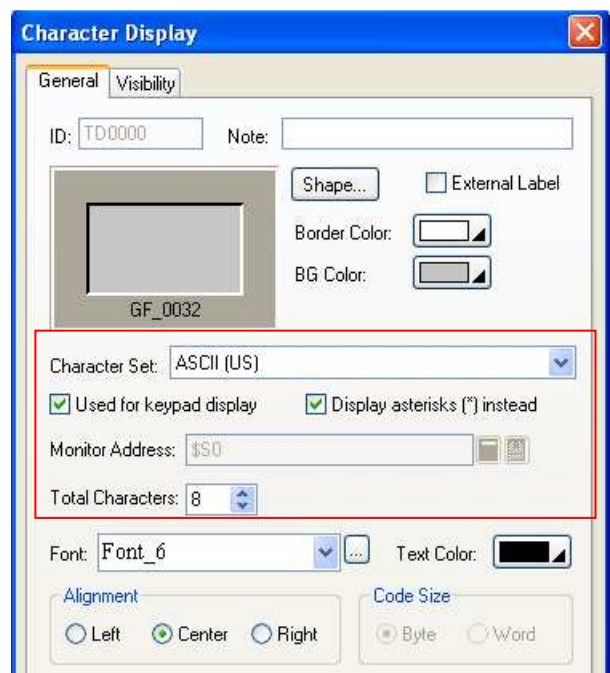 Character Display
General Visibility
ID: TD0000 Note:
Shape... External Label
Border Color:
BG Color:
GF_0032
Character Set: ASCII (US)
Used for keypad display Display asterisks (*) instead
Monitor Address: $S0
Total Characters: 8
Font: Font_6 ... Text Color:
Alignment Code Size
Left Center Right Byte Word